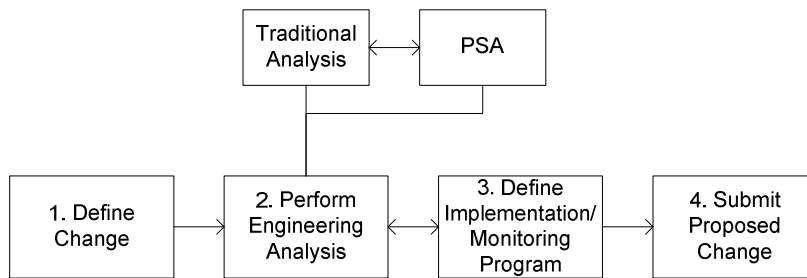 Traditional
Analysis
PSA
1. Define
Change
2. Perform
Engineering
Analysis
3. Define
Implementation/
Monitoring
Program
4. Submit
Proposed
Change